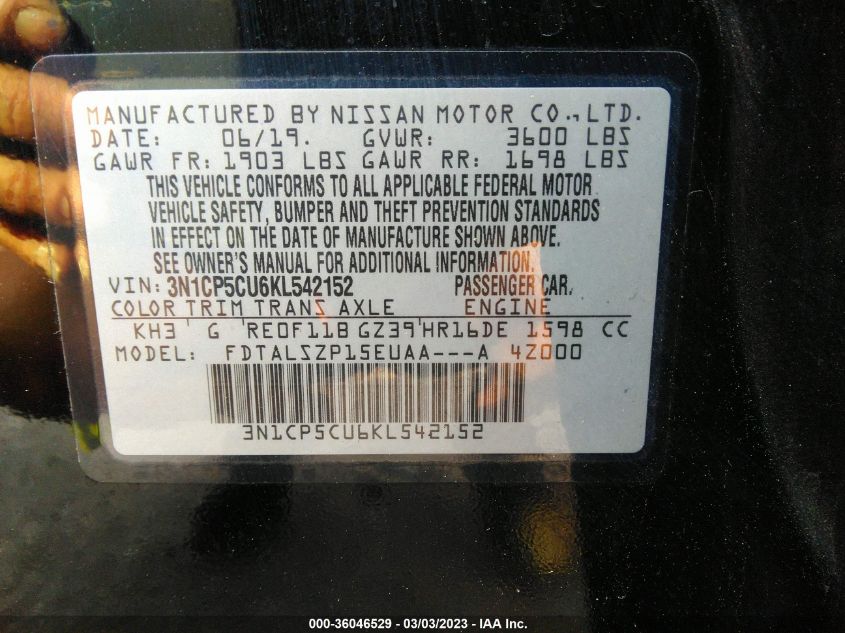 MANUFACTURED BY NISSAN MOTOR CO., LTD.
DATE: 06/19. GVWR: 3600 LBS
GAWR FR: 1903 LBS GAWR RR: 1698 LBS
THIS VEHICLE CONFORMS TO ALL APPLICABLE FEDERAL MOTOR
VEHICLE SAFETY, BUMPER AND THEFT PREVENTION STANDARDS
IN EFFECT ON THE DATE OF MANUFACTURE SHOWN ABOVE.
SEE OWNER'S MANUAL FOR ADDITIONAL INFORMATION.
VIN: 3N1CP5CU6KL542152 PASSENGER CAR.
COLOR TRIM TRANS AXLE ENGINE
KH3 G RE0F11B GZ39 HR16DE 1598 CC
MODEL: FDTALSZP15EUAA---A 4Z000
3N1CP5CU6KL542152
000-36046529 - 03/03/2023 - IAA Inc.